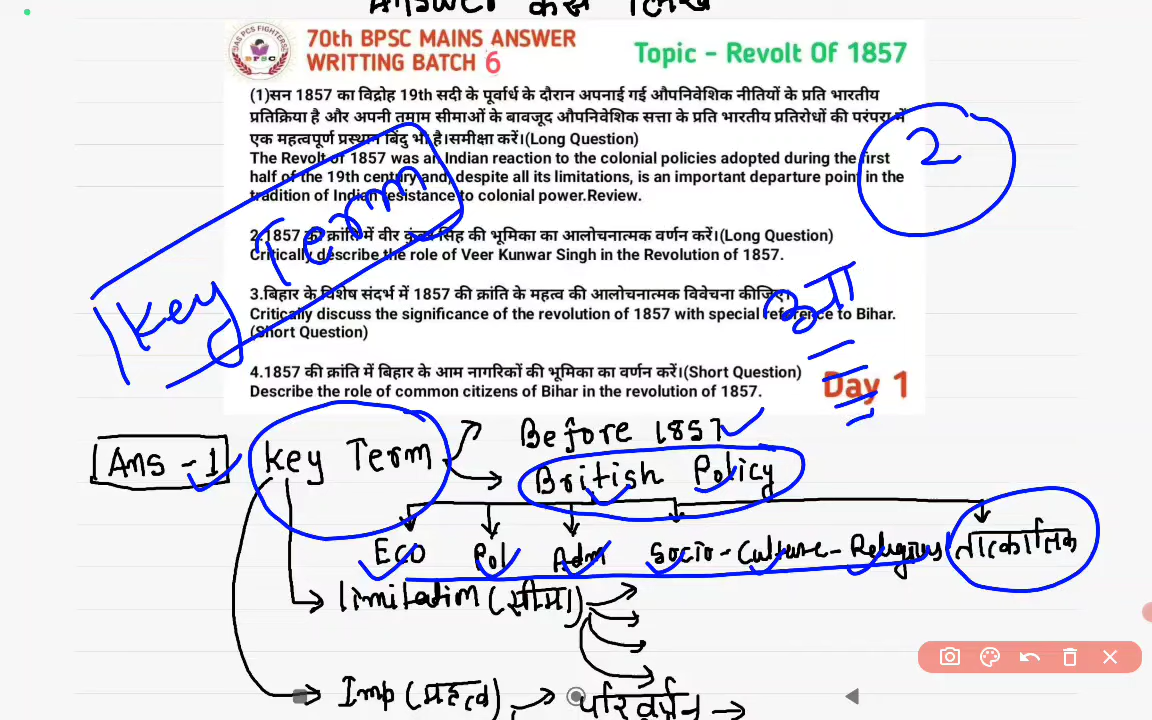 Answer कैसे लिखें
70th BPSC MAINS ANSWER
WRITTING BATCH 6
Topic - Revolt Of 1857
IAS PCS FIGHTERS
BPSC
(1)सन 1857 का विद्रोह 19th सदी के पूर्वार्ध के दौरान अपनाई गई औपनिवेशिक नीतियों के प्रति भारतीय
प्रतिक्रिया है और अपनी तमाम सीमाओं के बावजूद औपनिवेशिक सत्ता के प्रति भारतीय प्रतिरोधों की परंपरा में
एक महत्वपूर्ण प्रस्थान बिंदु भी है।समीक्षा करें।(Long Question)
The Revolt of 1857 was an Indian reaction to the colonial policies adopted during the first
half of the 19th century and, despite all its limitations, is an important departure point in the
tradition of Indian resistance to colonial power.Review.
2
2.1857 की क्रांति में वीर कुंवर सिंह की भूमिका का आलोचनात्मक वर्णन करें।(Long Question)
Critically describe the role of Veer Kunwar Singh in the Revolution of 1857.
Key Term
3.बिहार के विशेष संदर्भ में 1857 की क्रांति के महत्व की आलोचनात्मक विवेचना कीजिए।
Critically discuss the significance of the revolution of 1857 with special reference to Bihar.
(Short Question)
4.1857 की क्रांति में बिहार के आम नागरिकों की भूमिका का वर्णन करें।(Short Question)
Describe the role of common citizens of Bihar in the revolution of 1857.
Day 1
Ans - 1 Key Term Before 1857
British Policy
Eco Pol Adm Socio - Culture - Religious तात्कालिक
limitation (सीमा)
Imp (महत्व) परिवर्तन